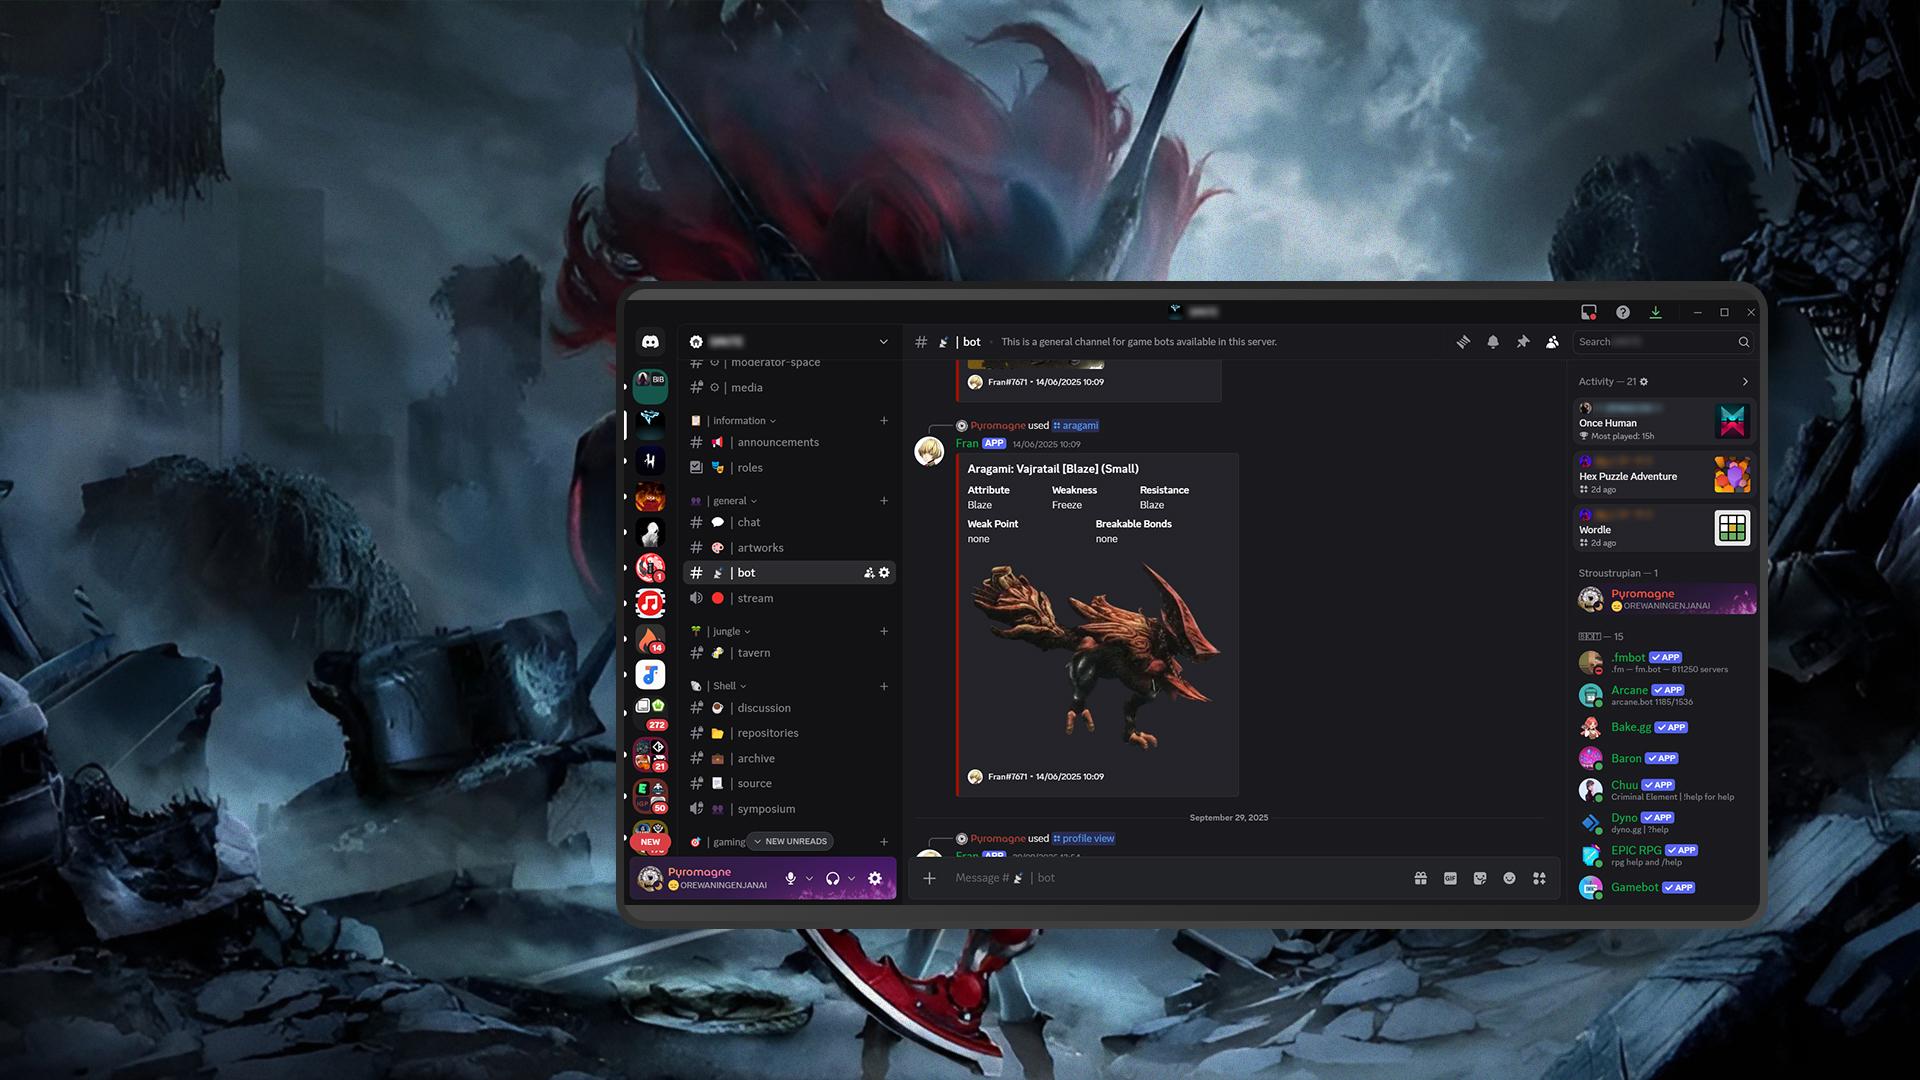 moderator-space
media
| information
| announcements
| roles
| general
| chat
| artworks
| bot
| stream
| jungle
| tavern
| Shell
| discussion
| repositories
| archive
| source
| symposium
| gaming
NEW UNREADS
BIB
1
14
272
21
E
IGP
50
NEW
Pyromagne
OREWANINGENJANAI
# | bot
This is a general channel for game bots available in this server.
Search
Fran#7671 • 14/06/2025 10:09
Pyromagne used aragami
Fran APP 14/06/2025 10:09
Aragami: Vajratail [Blaze] (Small)
Attribute Weakness Resistance
Blaze Freeze Blaze
Weak Point Breakable Bonds
none none
Fran#7671 • 14/06/2025 10:09
September 29, 2025
Pyromagne used profile view
Fran APP
Message # | bot
GIF
Activity — 21
Once Human
Most played: 15h
Hex Puzzle Adventure
2d ago
Wordle
2d ago
Stroustrupian — 1
Pyromagne
OREWANINGENJANAI
— 15
.fmbot APP
.fm — fm.bot — 811250 servers
Arcane APP
arcane.bot 1185/1536
Bake.gg APP
Baron APP
Chuu APP
Criminal Element | !help for help
Dyno APP
dyno.gg | ?help
EPIC RPG APP
rpg help and /help
Gamebot APP